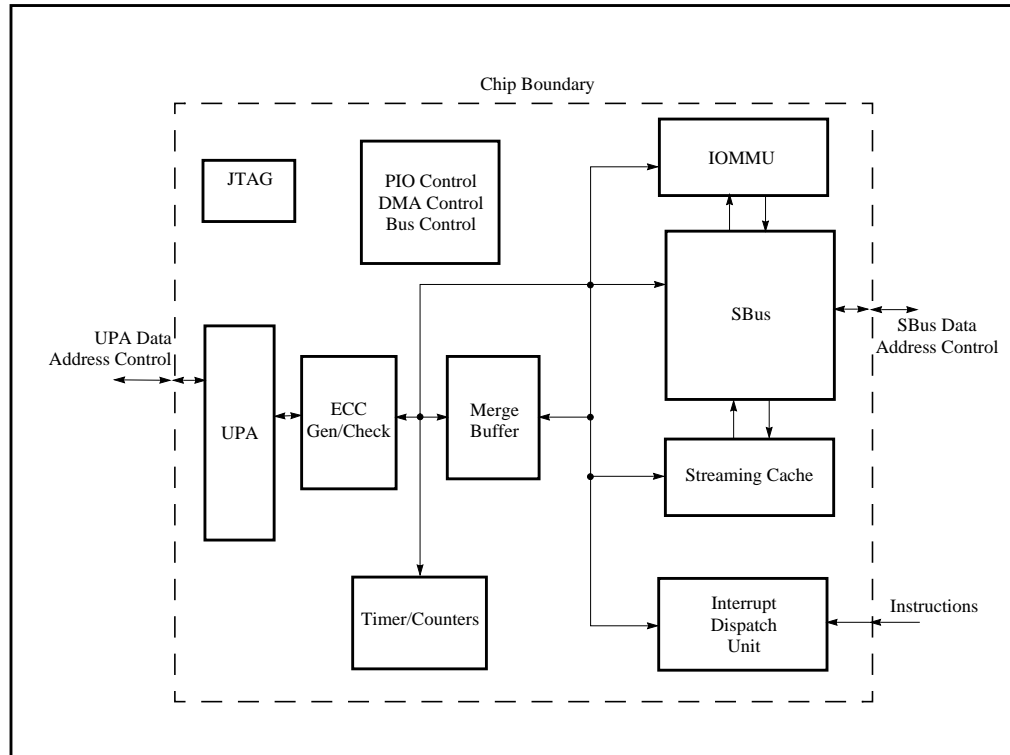 Chip Boundary
JTAG
PIO Control
DMA Control
Bus Control
IOMMU
SBus
UPA Data
Address Control
SBus Data
Address Control
UPA
ECC
Gen/Check
Merge
Buffer
Streaming Cache
Timer/Counters
Interrupt
Dispatch
Unit
Instructions